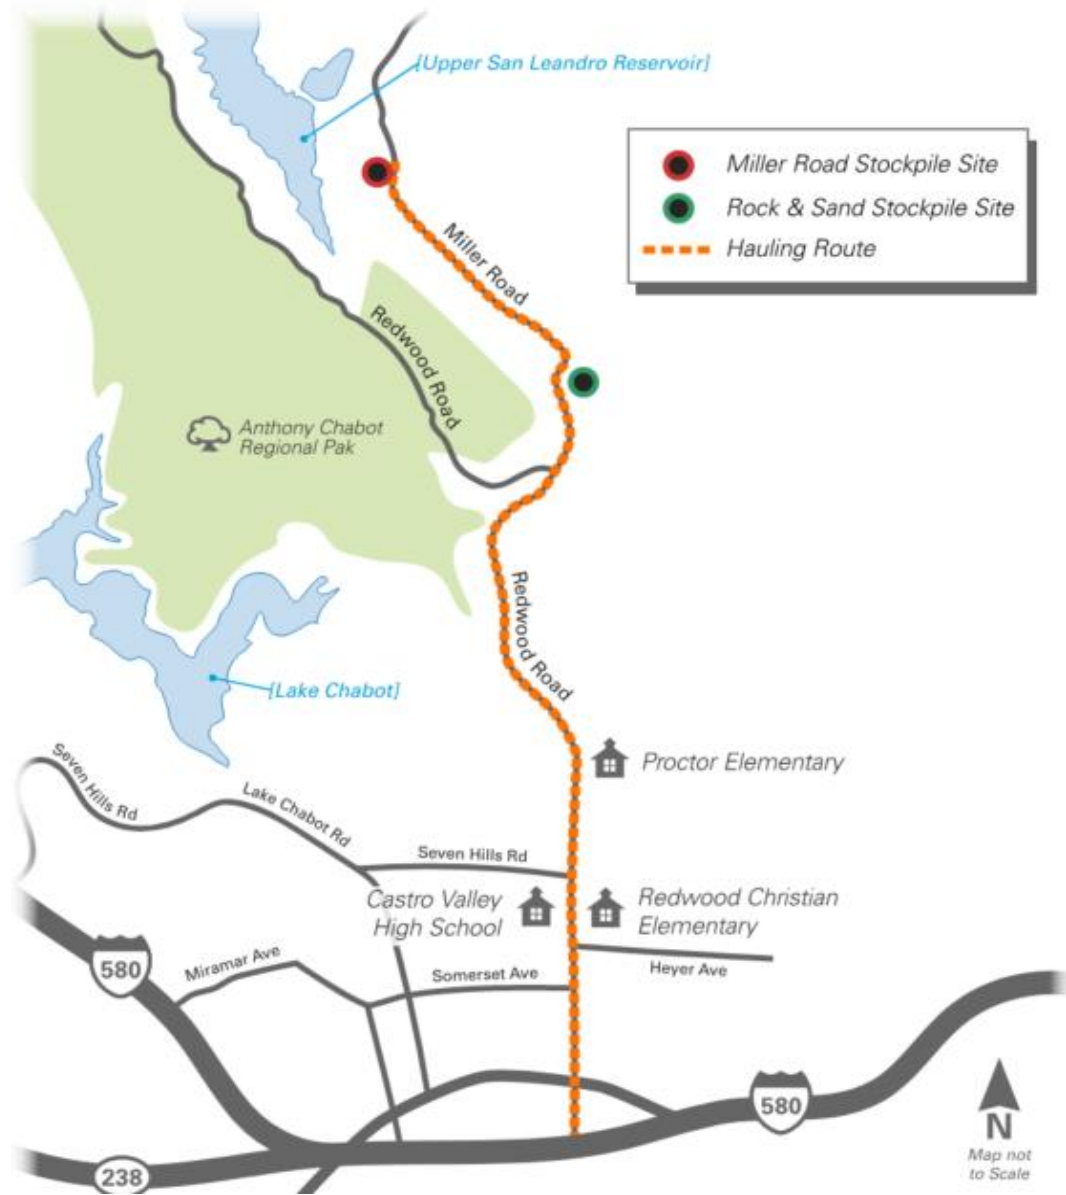 [Upper San Leandro Reservoir]
Miller Road Stockpile Site
Rock & Sand Stockpile Site
Hauling Route
Miller Road
Redwood Road
Anthony Chabot
Regional Pak
Redwood Road
[Lake Chabot]
Proctor Elementary
Seven Hills Rd
Lake Chabot Rd
Seven Hills Rd
Castro Valley
High School
Redwood Christian
Elementary
Heyer Ave
Miramar Ave
Somerset Ave
580
580
238
N
Map not
to Scale